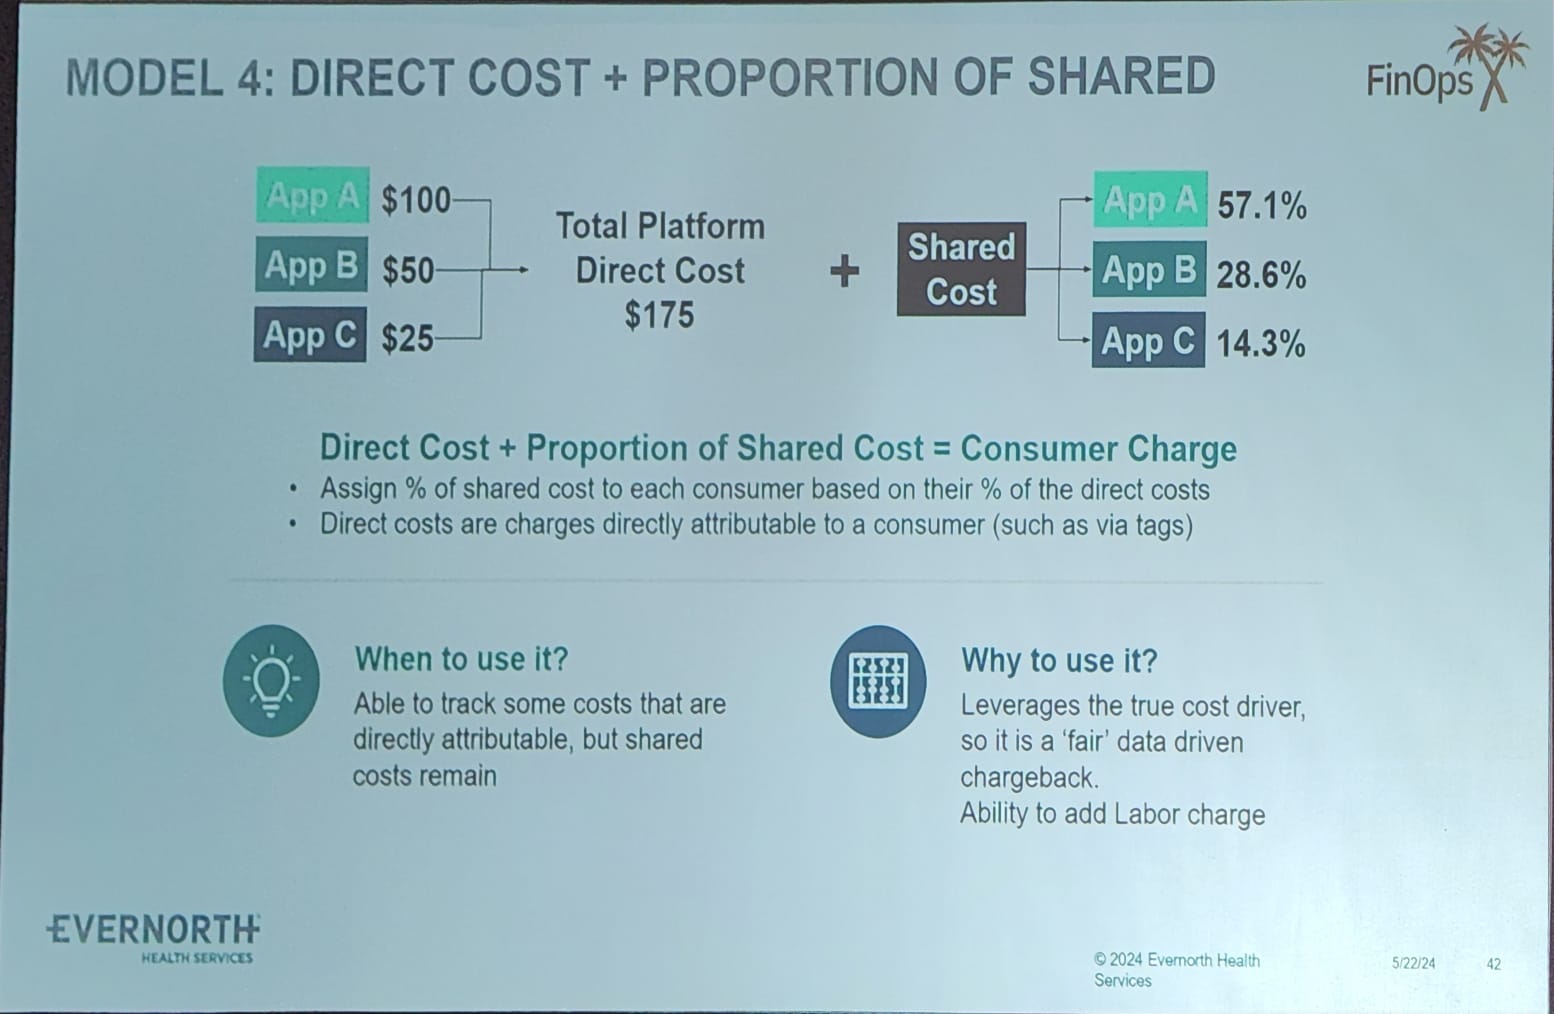 MODEL 4: DIRECT COST + PROPORTION OF SHARED
FinOps X
App A $100
App B $50
App C $25
Total Platform
Direct Cost
$175
+
Shared
Cost
App A 57.1%
App B 28.6%
App C 14.3%
Direct Cost + Proportion of Shared Cost = Consumer Charge
• Assign % of shared cost to each consumer based on their % of the direct costs
• Direct costs are charges directly attributable to a consumer (such as via tags)
When to use it?
Able to track some costs that are
directly attributable, but shared
costs remain
Why to use it?
Leverages the true cost driver,
so it is a ‘fair’ data driven
chargeback.
Ability to add Labor charge
EVERNORTH
HEALTH SERVICES
© 2024 Evernorth Health
Services
5/22/24
42